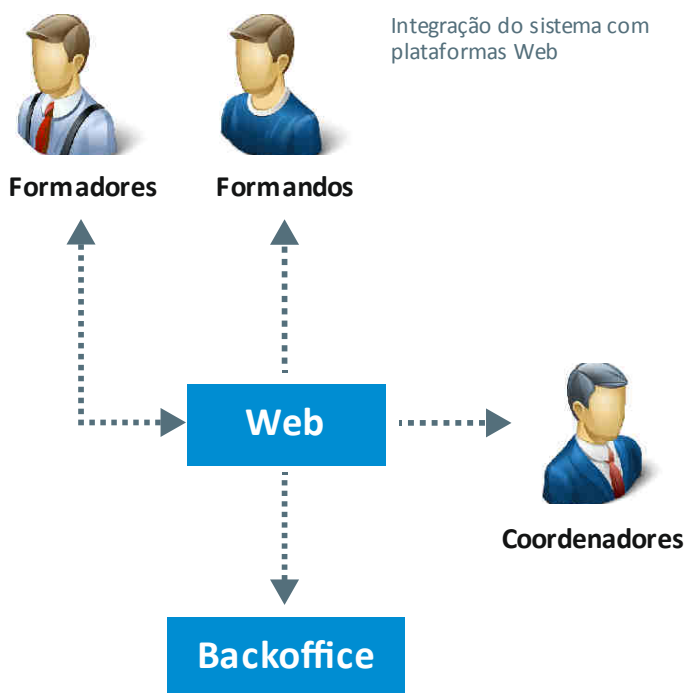 Integração do sistema com
plataformas Web
Formadores
Formandos
Web
Coordenadores
Backoffice